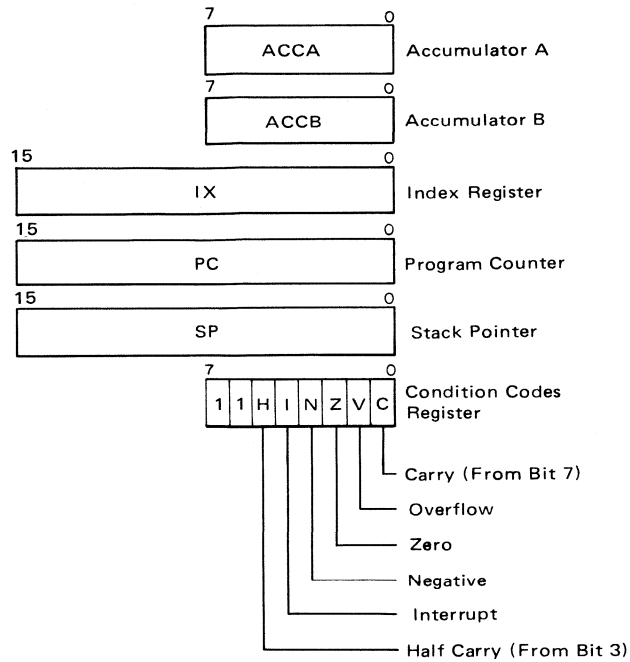 7 0
ACCA Accumulator A
7 0
ACCB Accumulator B
15 0
IX Index Register
15 0
PC Program Counter
15 0
SP Stack Pointer
7 0
1 1 H I N Z V C Condition Codes
Register
Carry (From Bit 7)
Overflow
Zero
Negative
Interrupt
Half Carry (From Bit 3)